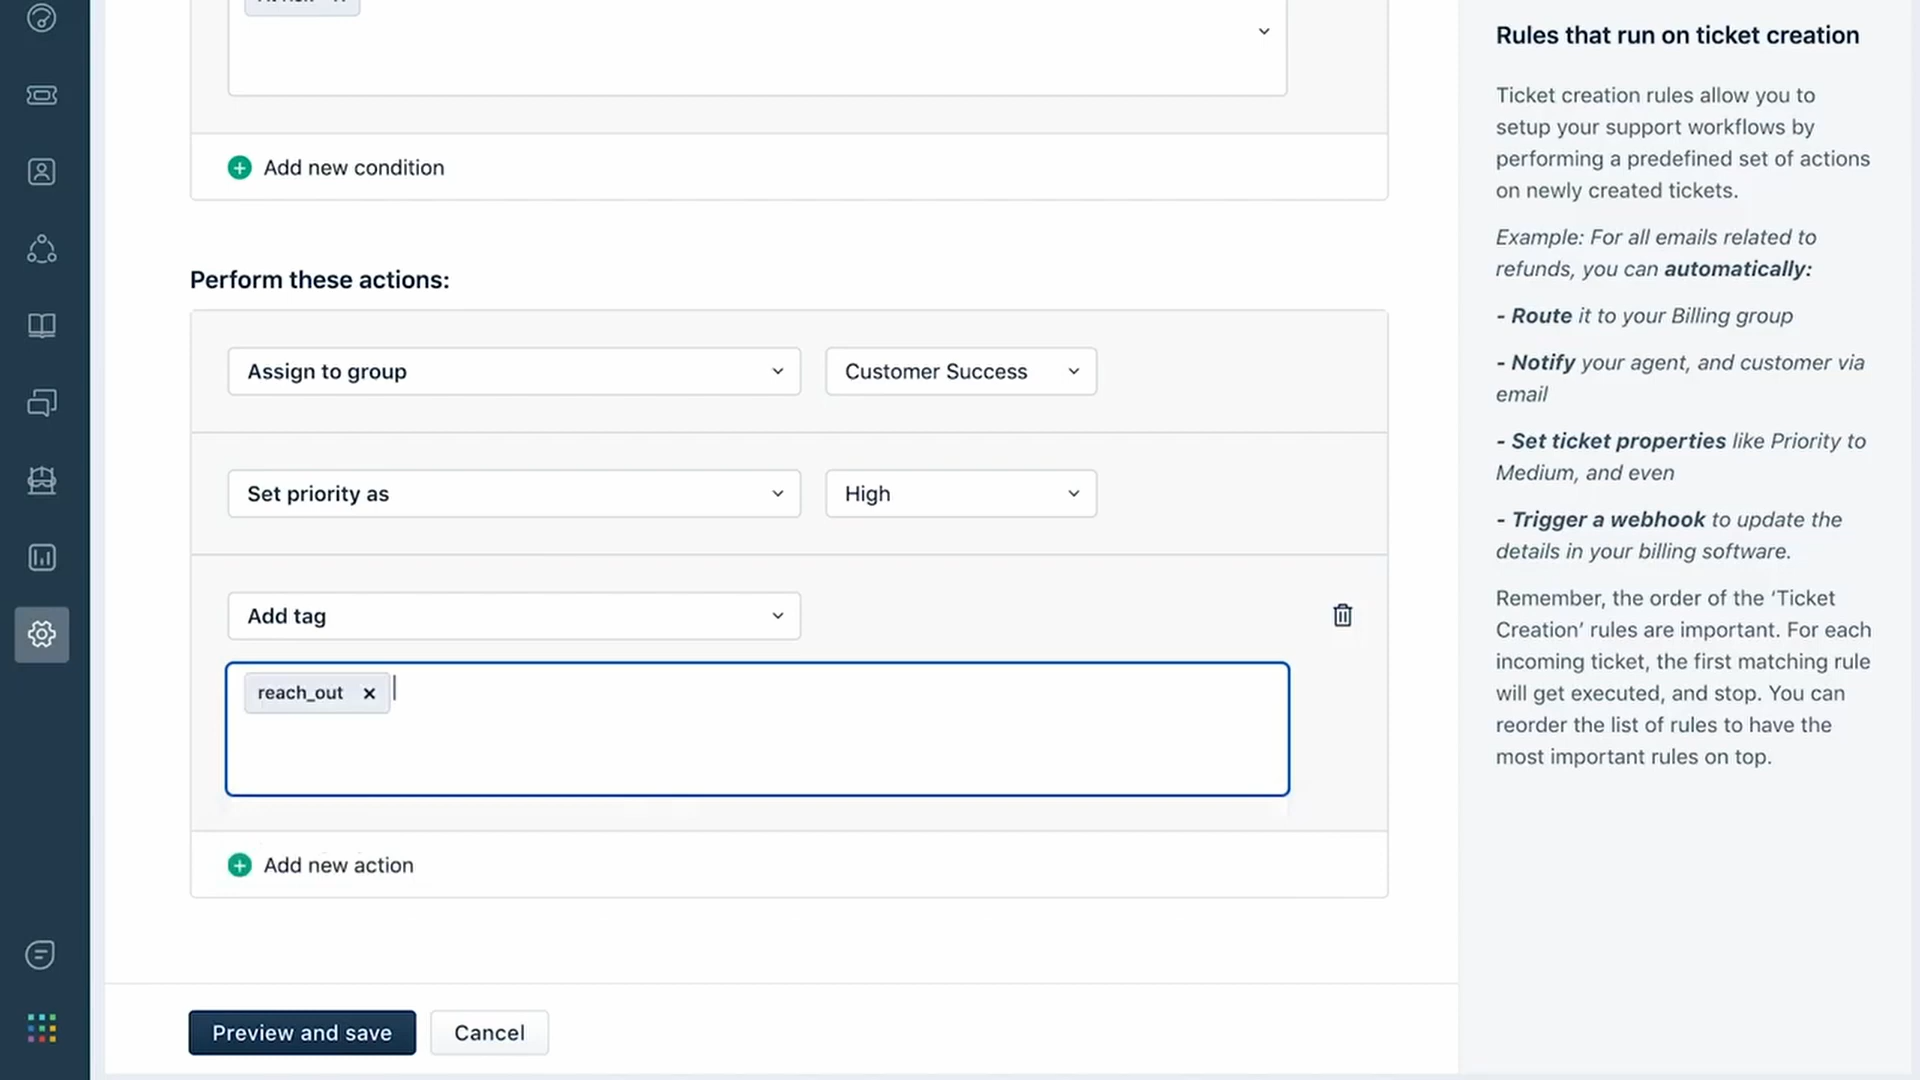 Add new condition
Perform these actions:
Assign to group
Customer Success
Set priority as
High
Add tag
reach_out ×
Add new action
Preview and save
Cancel
Rules that run on ticket creation
Ticket creation rules allow you to
setup your support workflows by
performing a predefined set of actions
on newly created tickets.
Example: For all emails related to
refunds, you can automatically:
- Route it to your Billing group
- Notify your agent, and customer via
email
- Set ticket properties like Priority to
Medium, and even
- Trigger a webhook to update the
details in your billing software.
Remember, the order of the ‘Ticket
Creation’ rules are important. For each
incoming ticket, the first matching rule
will get executed, and stop. You can
reorder the list of rules to have the
most important rules on top.